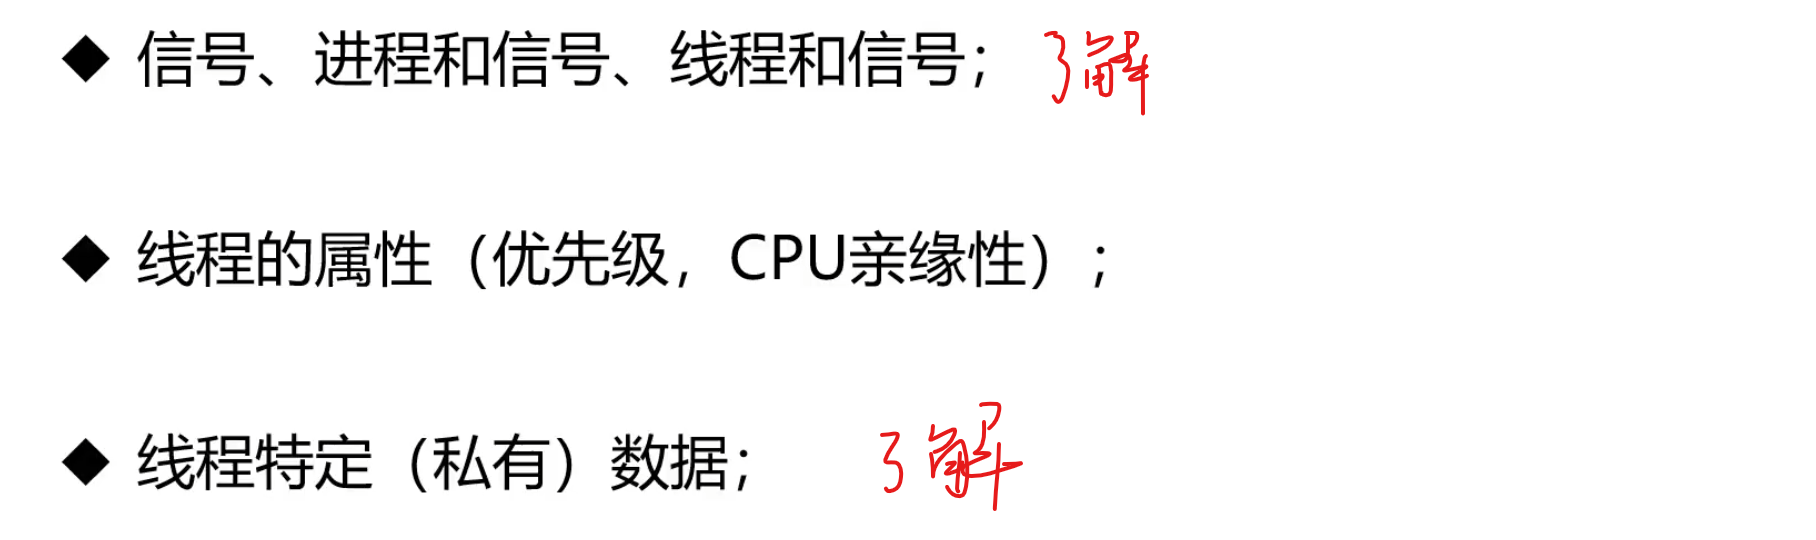 ◆ 信号、进程和信号、线程和信号； 了解
◆ 线程的属性（优先级，CPU亲缘性）；
◆ 线程特定（私有）数据； 了解